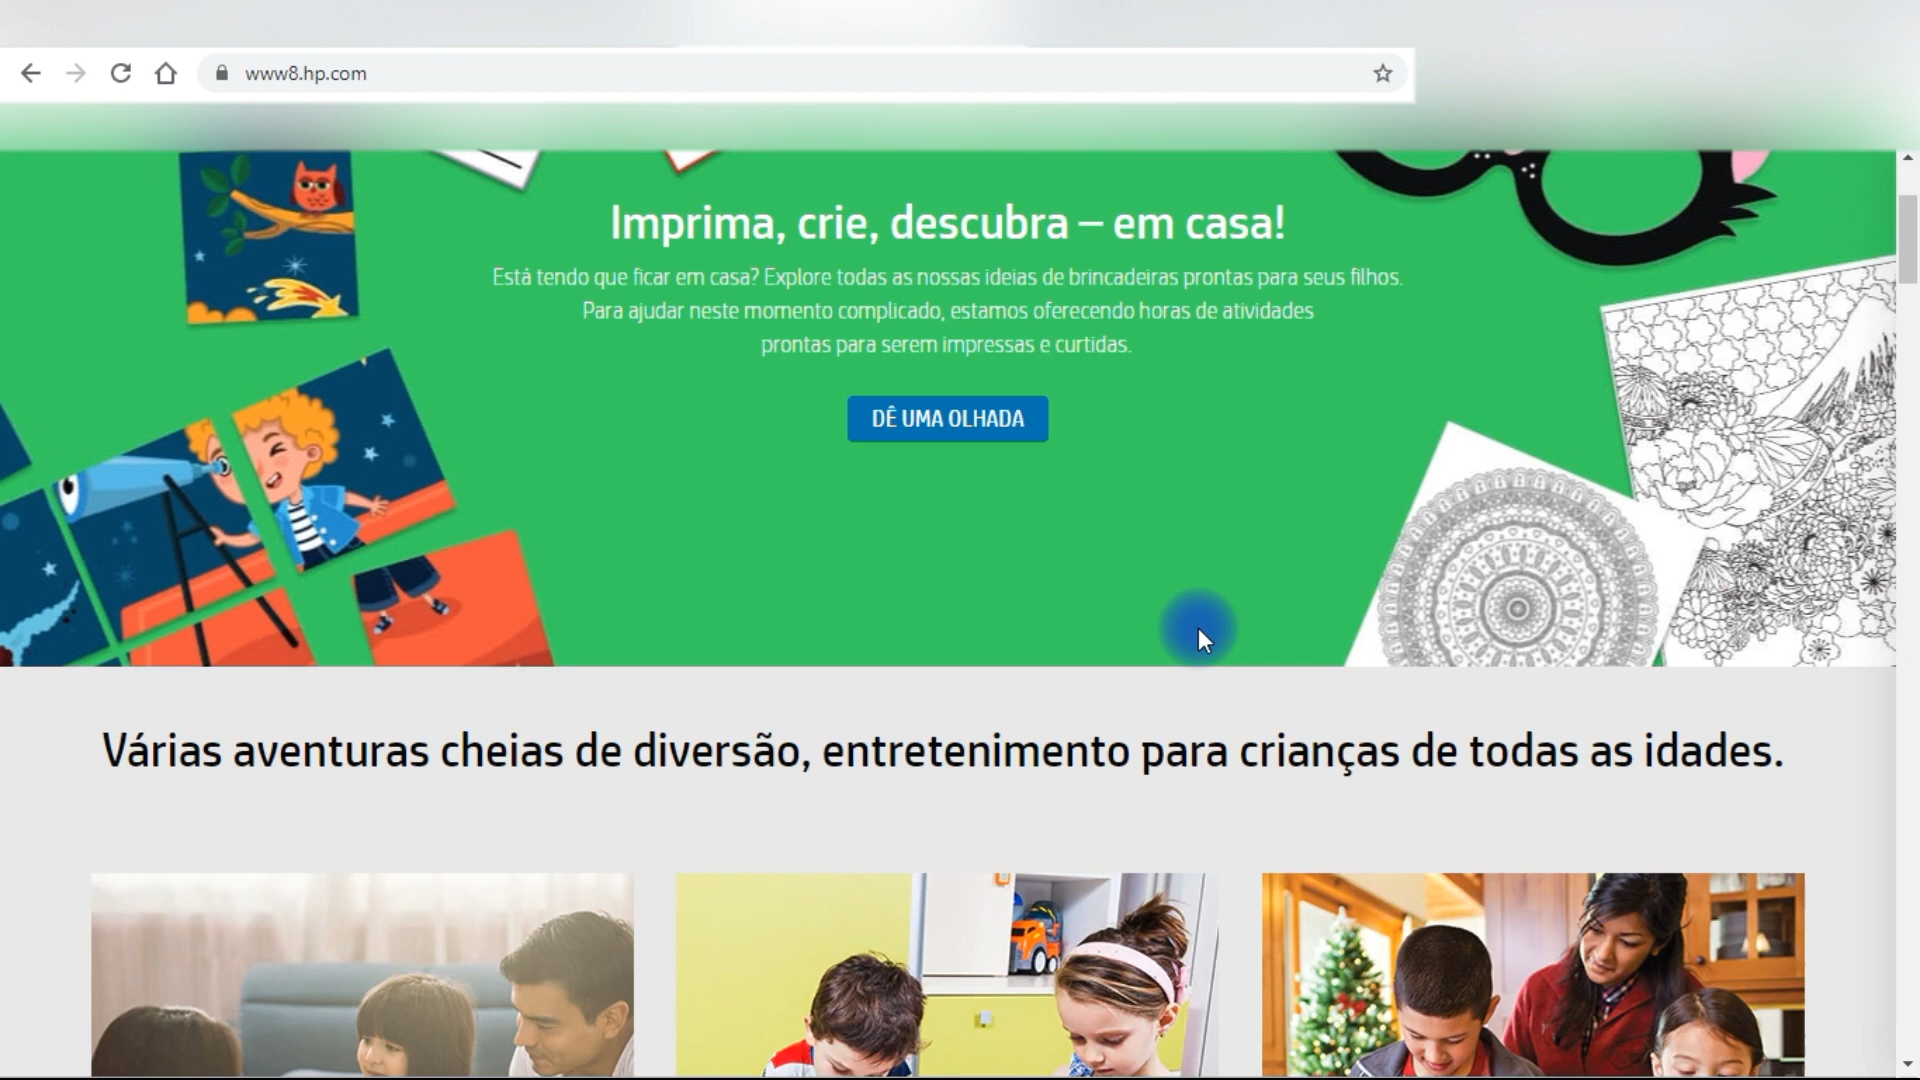 www8.hp.com
Imprima, crie, descubra – em casa!
Está tendo que ficar em casa? Explore todas as nossas ideias de brincadeiras prontas para seus filhos.
Para ajudar neste momento complicado, estamos oferecendo horas de atividades
prontas para serem impressas e curtidas.
DÊ UMA OLHADA
Várias aventuras cheias de diversão, entretenimento para crianças de todas as idades.